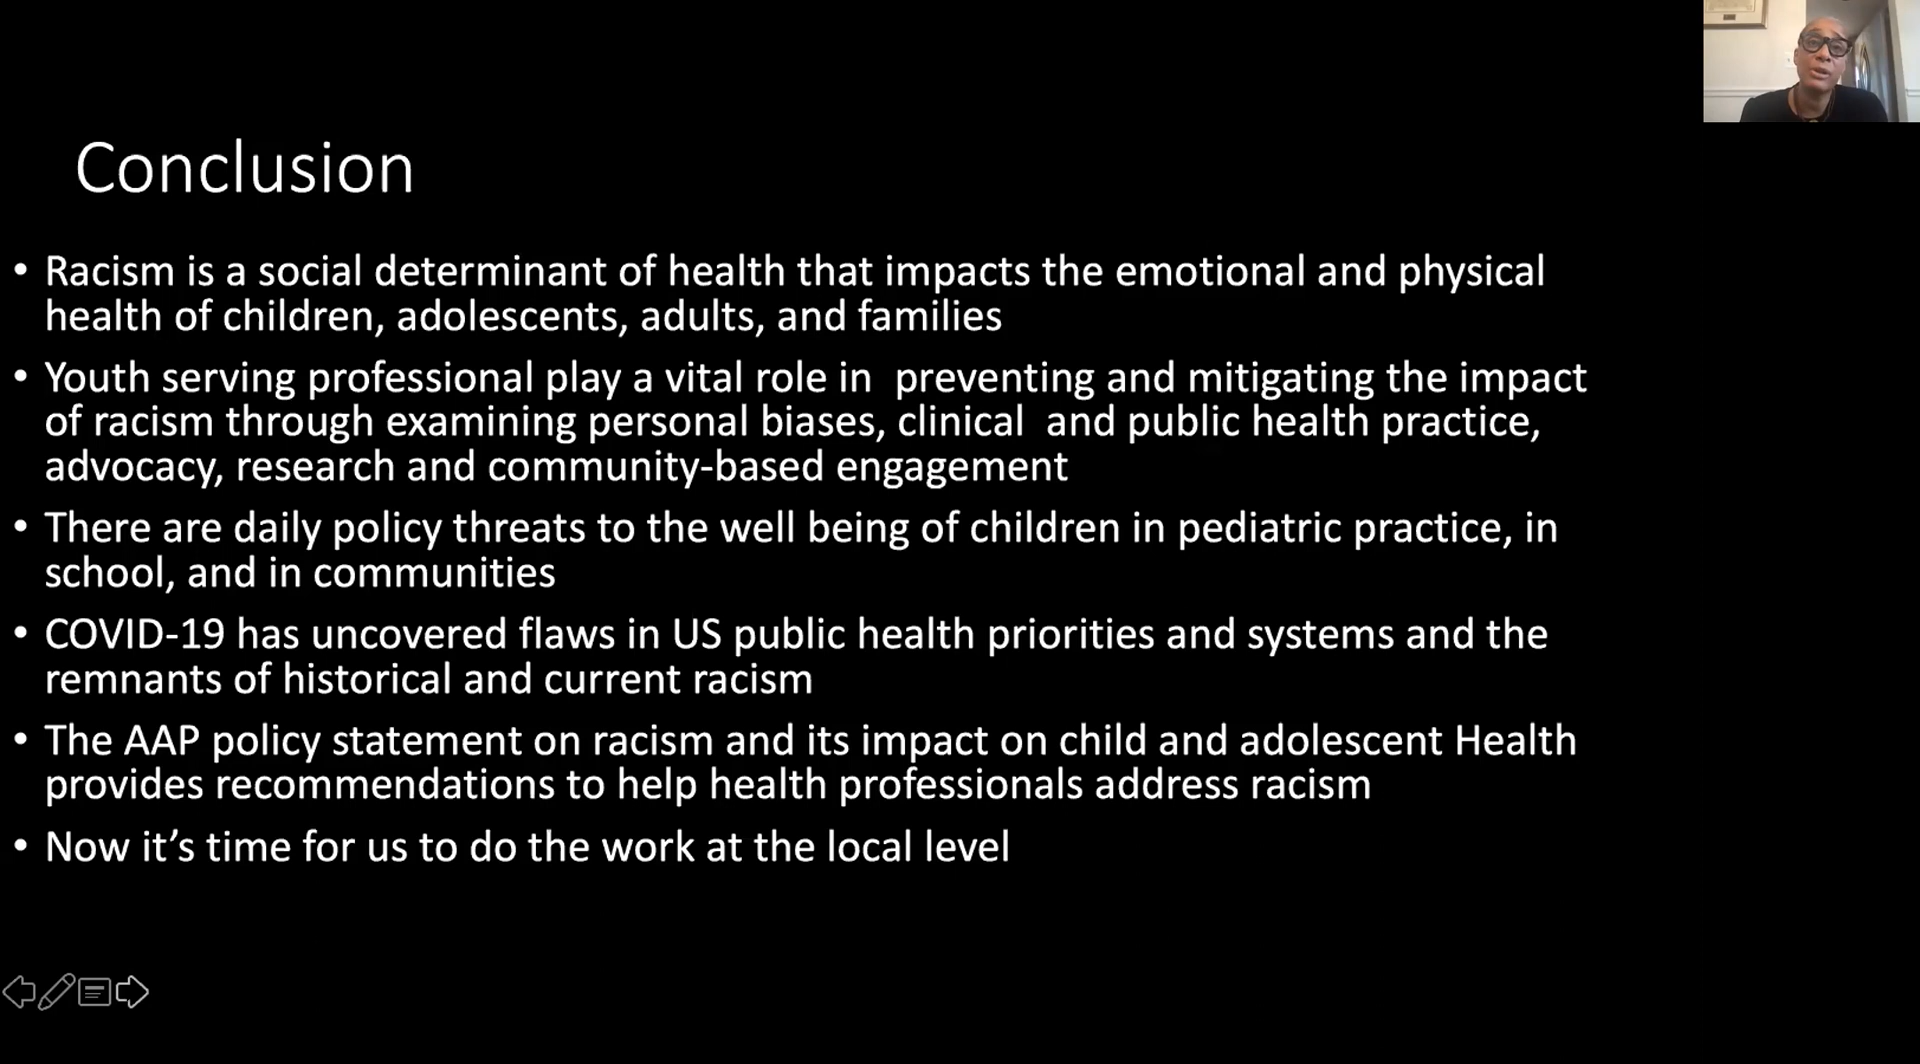 Conclusion
• Racism is a social determinant of health that impacts the emotional and physical
health of children, adolescents, adults, and families
• Youth serving professional play a vital role in  preventing and mitigating the impact
of racism through examining personal biases, clinical  and public health practice,
advocacy, research and community-based engagement
• There are daily policy threats to the well being of children in pediatric practice, in
school, and in communities
• COVID-19 has uncovered flaws in US public health priorities and systems and the
remnants of historical and current racism
• The AAP policy statement on racism and its impact on child and adolescent Health
provides recommendations to help health professionals address racism
• Now it’s time for us to do the work at the local level